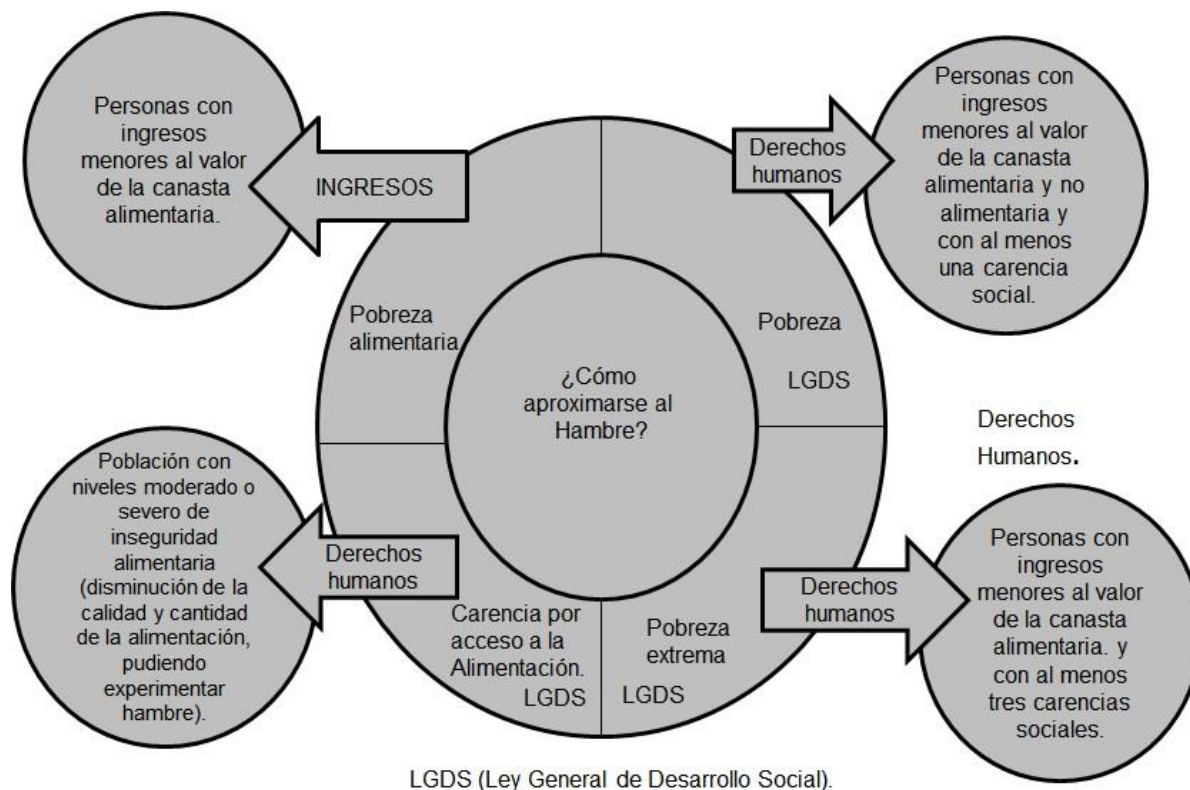 Personas con
ingresos
menores al valor
de la canasta
alimentaria.
INGRESOS
Derechos
humanos
Personas con
ingresos
menores al valor
de la canasta
alimentaria y no
alimentaria y
con al menos
una carencia
social.
Pobreza
alimentaria
Pobreza
LGDS
¿Cómo
aproximarse al
Hambre?
Derechos
Humanos.
Población con
niveles moderado o
severo de
inseguridad
alimentaria
(disminución de la
calidad y cantidad
de la alimentación,
pudiendo
experimentar
hambre).
Derechos
humanos
Carencia por
acceso a la
Alimentación.
LGDS
Pobreza
extrema
LGDS
Derechos
humanos
Personas con
ingresos
menores al valor
de la canasta
alimentaria. y
con al menos
tres carencias
sociales.
LGDS (Ley General de Desarrollo Social).